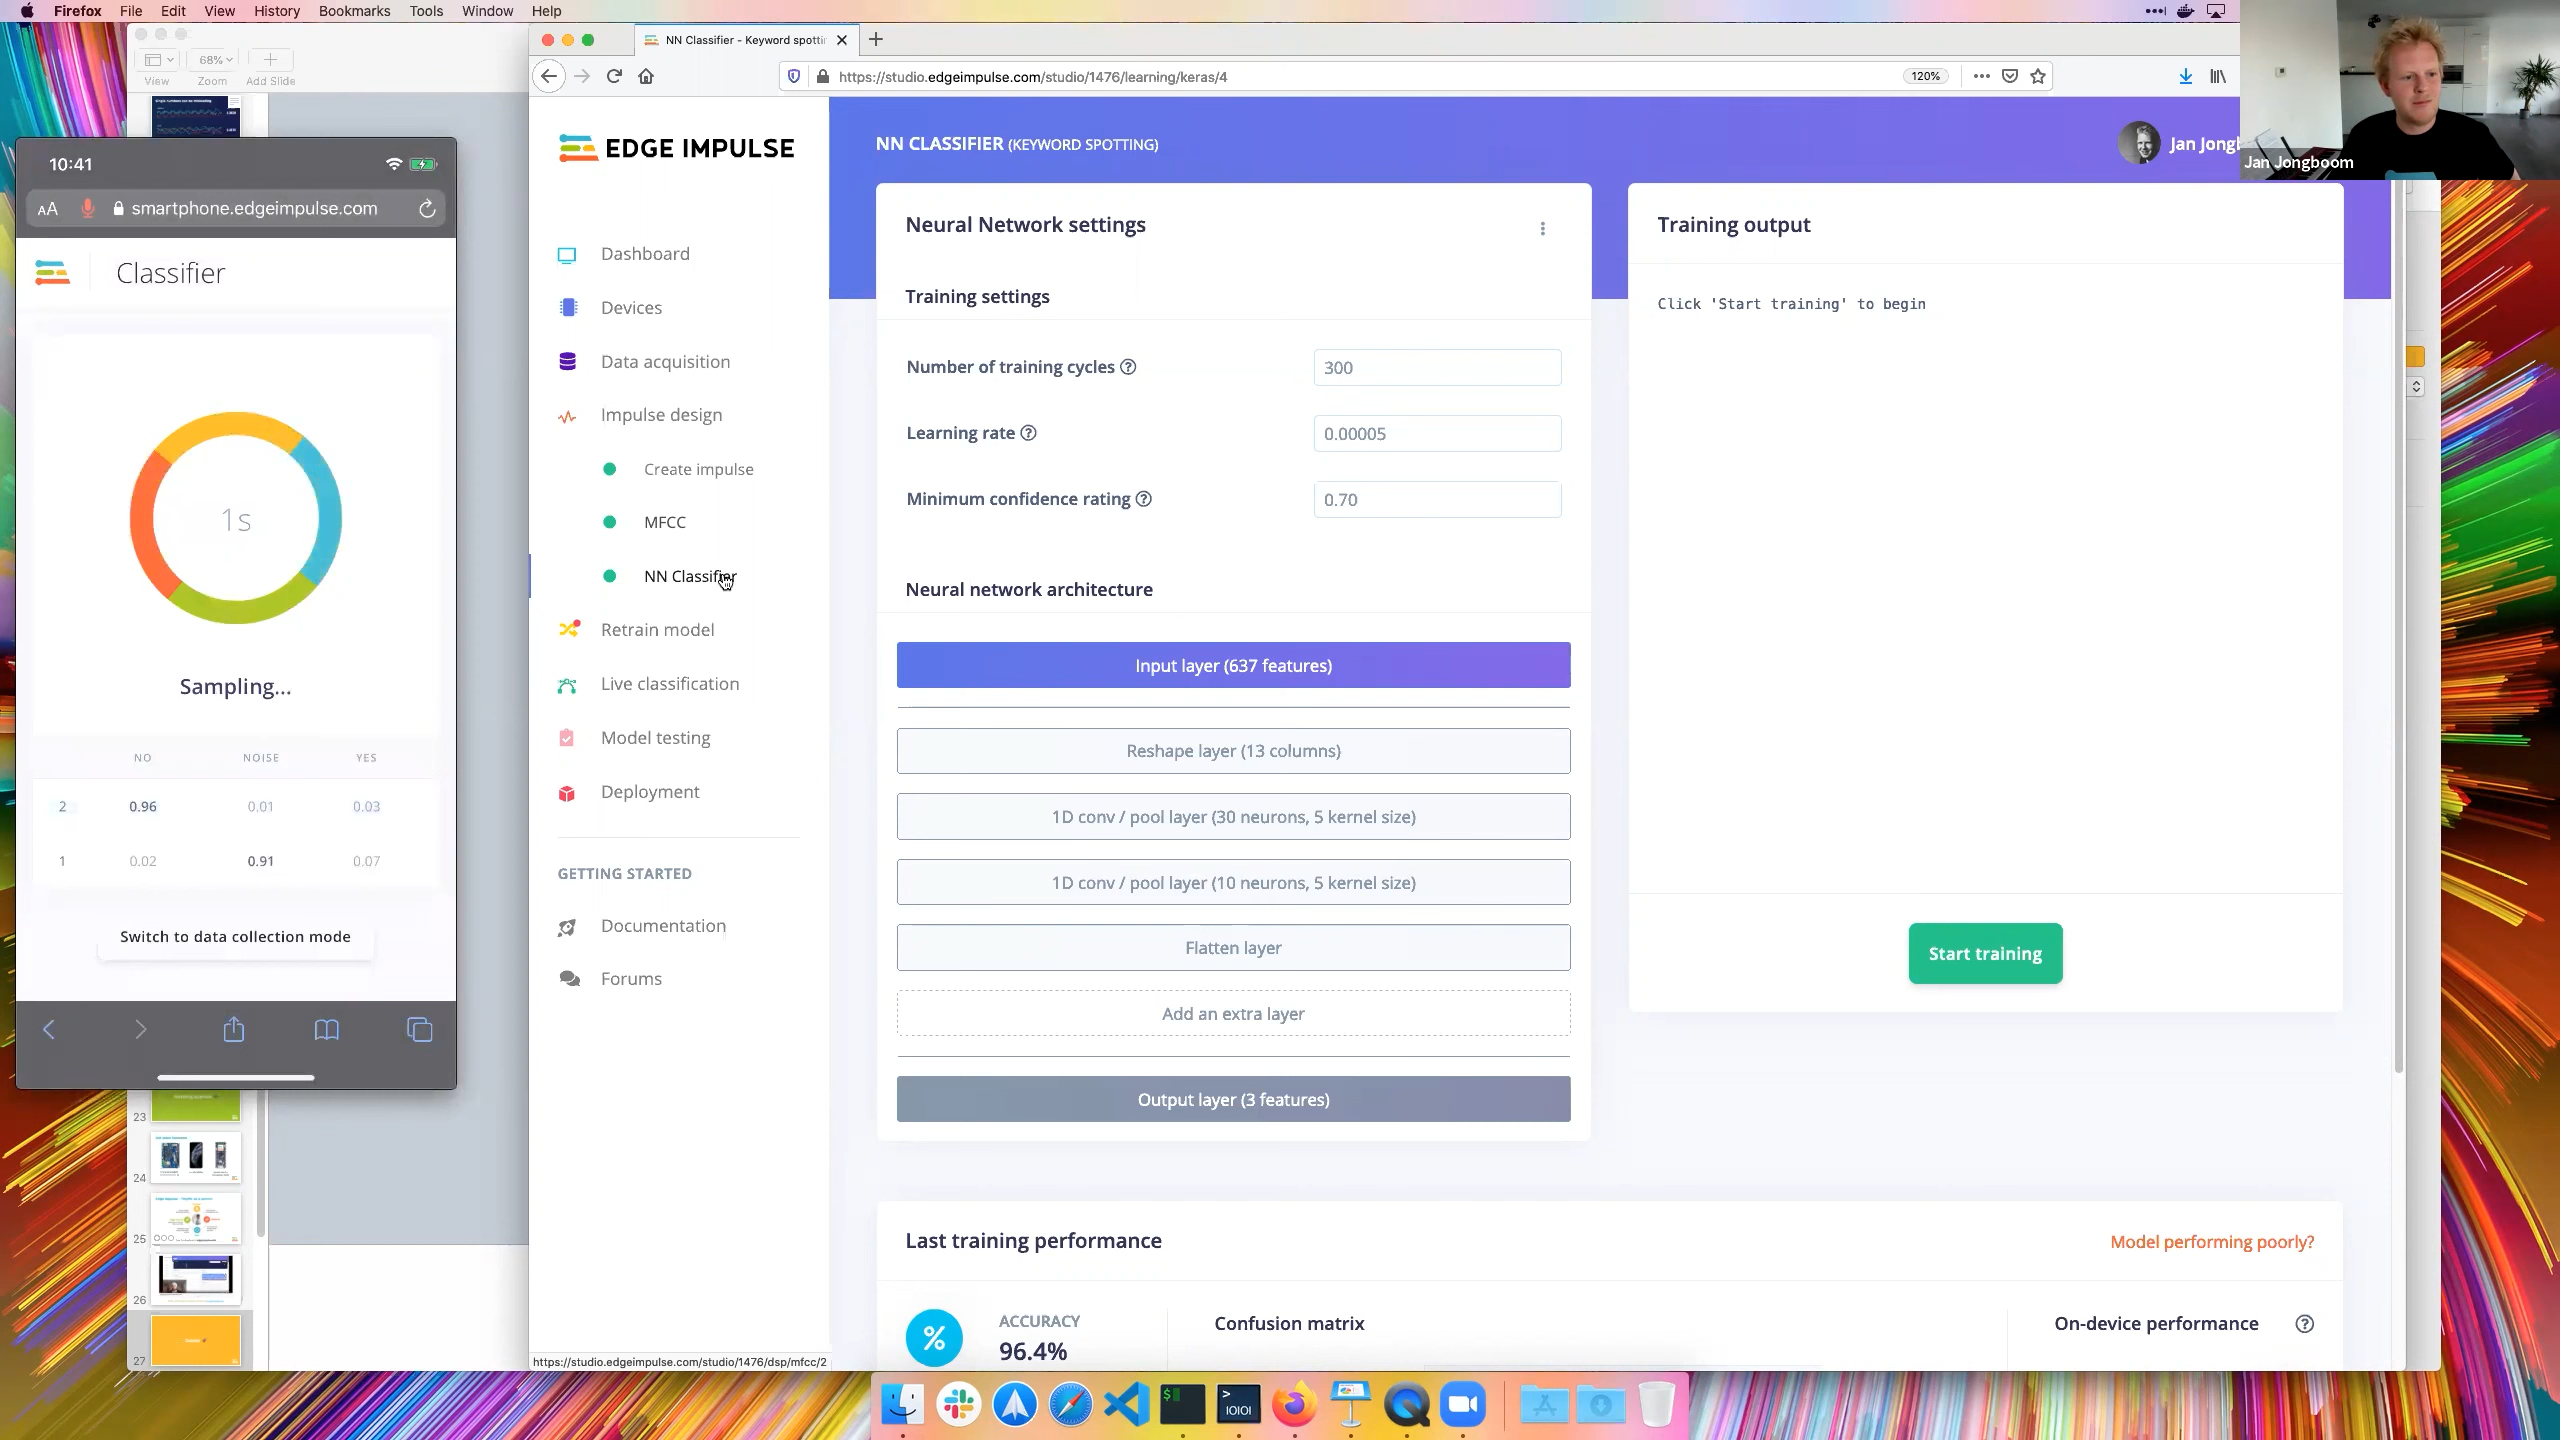 Firefox File Edit View History Bookmarks Tools Window Help
68%
View Zoom Add Slide
NN Classifier - Keyword spotti
https://studio.edgeimpulse.com/studio/1476/learning/keras/4
120%
10:41
AA smartphone.edgeimpulse.com
Classifier
1s
Sampling...
NO NOISE YES
2 0.96 0.01 0.03
1 0.02 0.91 0.07
Switch to data collection mode
23
24
25
26
27
EDGE IMPULSE
Dashboard
Devices
Data acquisition
Impulse design
Create impulse
MFCC
NN Classifier
Retrain model
Live classification
Model testing
Deployment
GETTING STARTED
Documentation
Forums
https://studio.edgeimpulse.com/studio/1476/dsp/mfcc/2
NN CLASSIFIER (KEYWORD SPOTTING)
Jan Jong
Jan Jongboom
Neural Network settings
Training settings
Number of training cycles ? 300
Learning rate ? 0.00005
Minimum confidence rating ? 0.70
Neural network architecture
Input layer (637 features)
Reshape layer (13 columns)
1D conv / pool layer (30 neurons, 5 kernel size)
1D conv / pool layer (10 neurons, 5 kernel size)
Flatten layer
Add an extra layer
Output layer (3 features)
Training output
Click 'Start training' to begin
Start training
Last training performance
Model performing poorly?
%
ACCURACY
96.4%
Confusion matrix
On-device performance ?
$
>
IOIOI